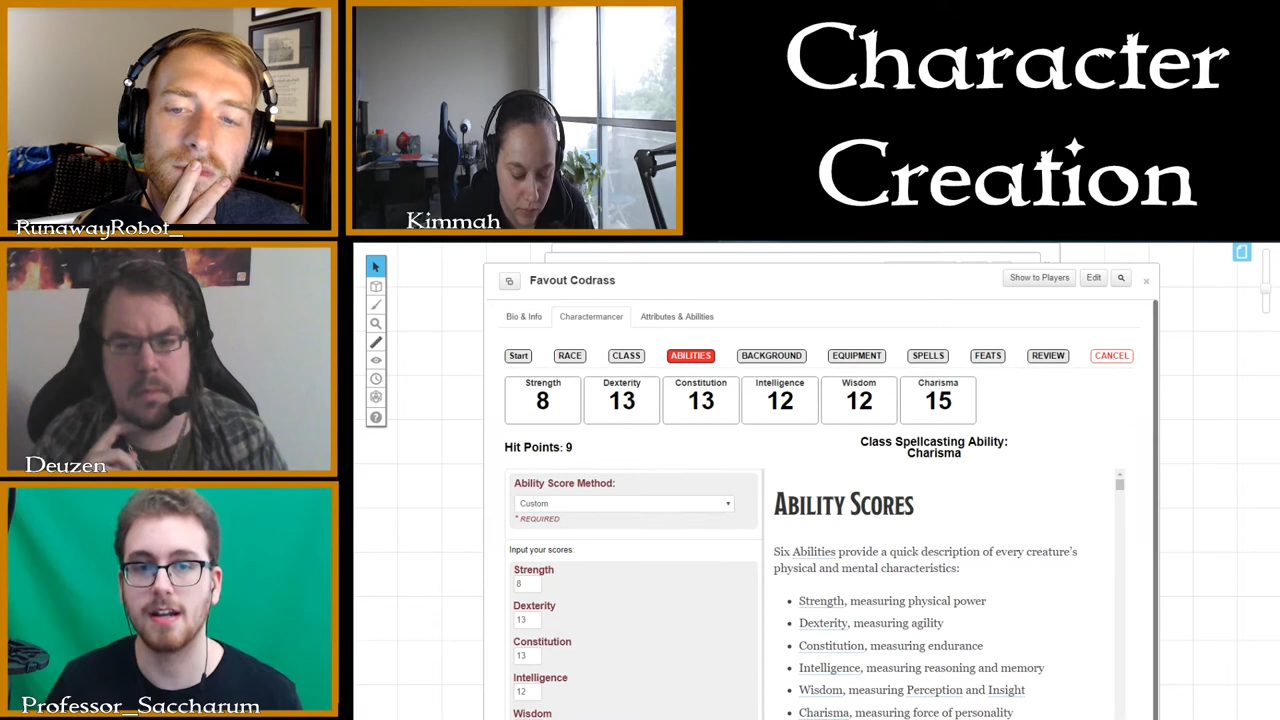 Character
Creation
RunawayRobot_
Kimmah
Deuzen
Professor_Saccharum
Favout Codrass
Show to Players
Edit
Bio & Info
Charactermancer
Attributes & Abilities
Start
RACE
CLASS
ABILITIES
BACKGROUND
EQUIPMENT
SPELLS
FEATS
REVIEW
CANCEL
Strength
8
Dexterity
13
Constitution
13
Intelligence
12
Wisdom
12
Charisma
15
Hit Points: 9
Class Spellcasting Ability:
Charisma
Ability Score Method:
Custom
* REQUIRED
Input your scores:
Strength
8
Dexterity
13
Constitution
13
Intelligence
12
Wisdom
ABILITY SCORES
Six Abilities provide a quick description of every creature's
physical and mental characteristics:
• Strength, measuring physical power
• Dexterity, measuring agility
• Constitution, measuring endurance
• Intelligence, measuring reasoning and memory
• Wisdom, measuring Perception and Insight
• Charisma, measuring force of personality